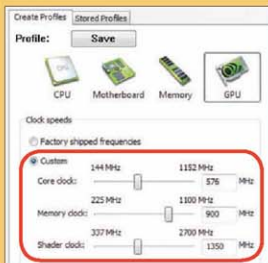 Create Profiles Stored Profiles
Profile: Save
CPU Motherboard Memory GPU
Clock speeds
Factory shipped frequencies
Custom
144 MHz 1152 MHz
Core clock: 576 MHz
225 MHz 1100 MHz
Memory clock: 900 MHz
337 MHz 2700 MHz
Shader clock: 1350 MHz